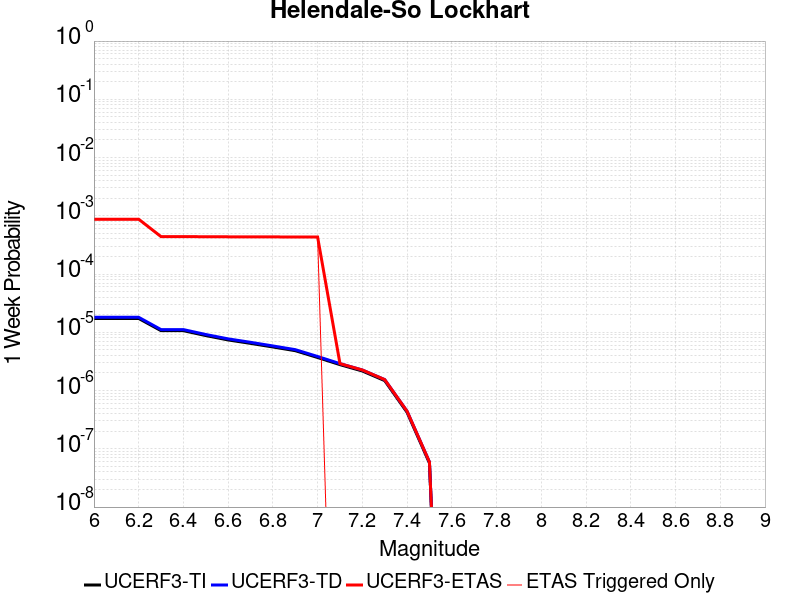 Helendale-So Lockhart
10 0
10 -1
10 -2
10 -3
10 -4
10 -5
10 -6
10 -7
10 -8
1 Week Probability
6 6.2 6.4 6.6 6.8 7 7.2 7.4 7.6 7.8 8 8.2 8.4 8.6 8.8 9
Magnitude
UCERF3-TI UCERF3-TD UCERF3-ETAS ETAS Triggered Only